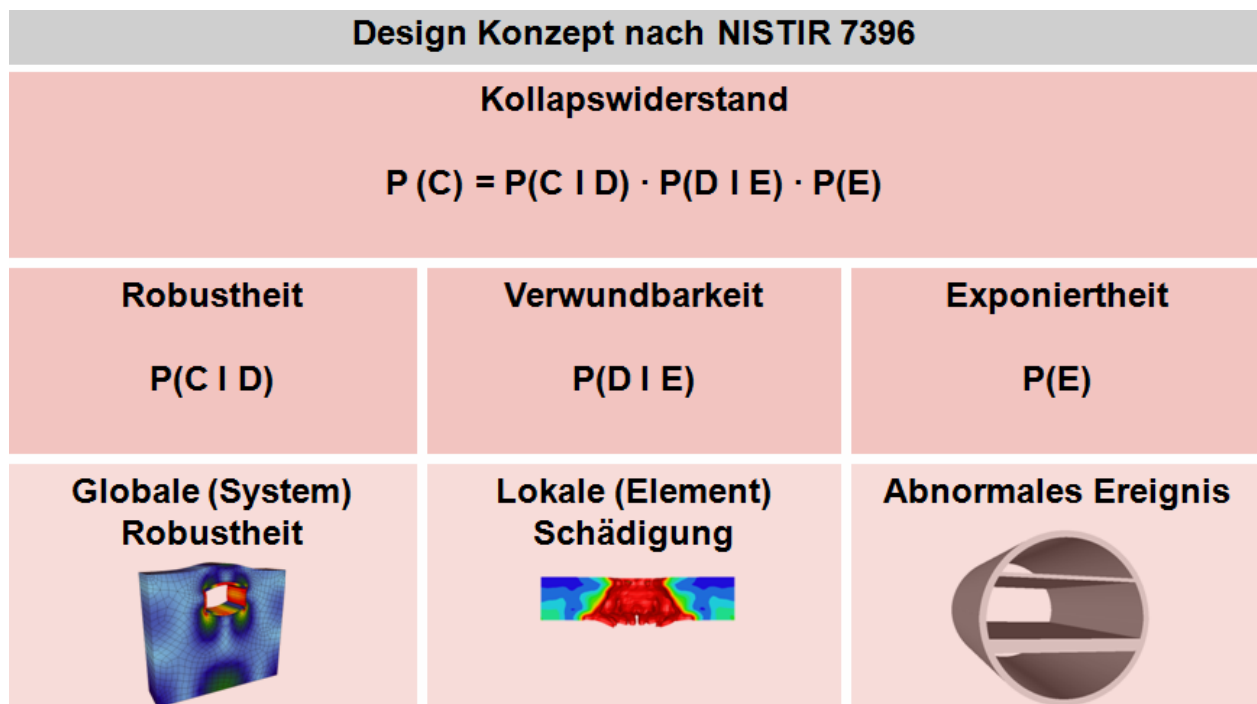 Design Konzept nach NISTIR 7396
Kollapswiderstand
P (C) = P(C I D) · P(D I E) · P(E)
Robustheit
P(C I D)
Verwundbarkeit
P(D I E)
Exponiertheit
P(E)
Globale (System)
Robustheit
Lokale (Element)
Schädigung
Abnormales Ereignis